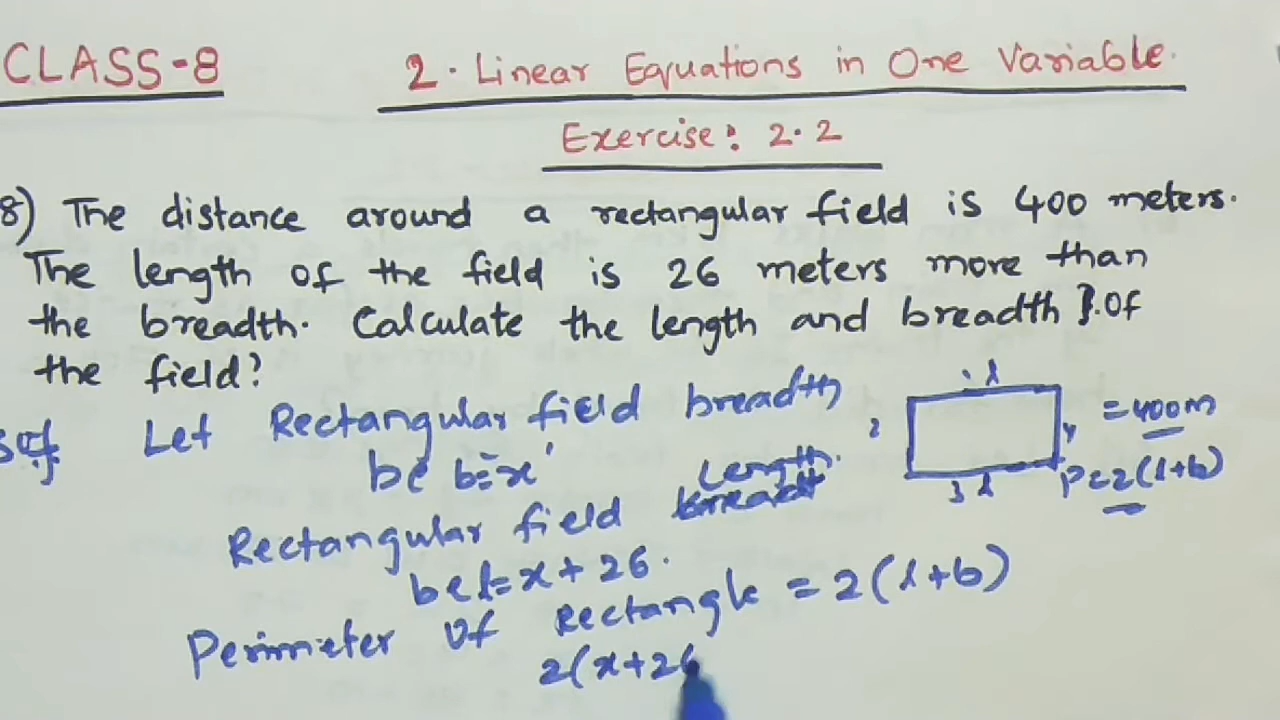 CLASS-8
2. Linear Equations in One Variable.
Exercise: 2.2
8) The distance around a rectangular field is 400 meters.
The length of the field is 26 meters more than
the breadth. Calculate the length and breadth }. of
the field?
Sol Let Rectangular field breadth
be b=x
Rectangular field length.
be l=x+26.
Perimeter of Rectangle = 2(l+b)
2(x+26
l
=400m
l
P=2(l+b)